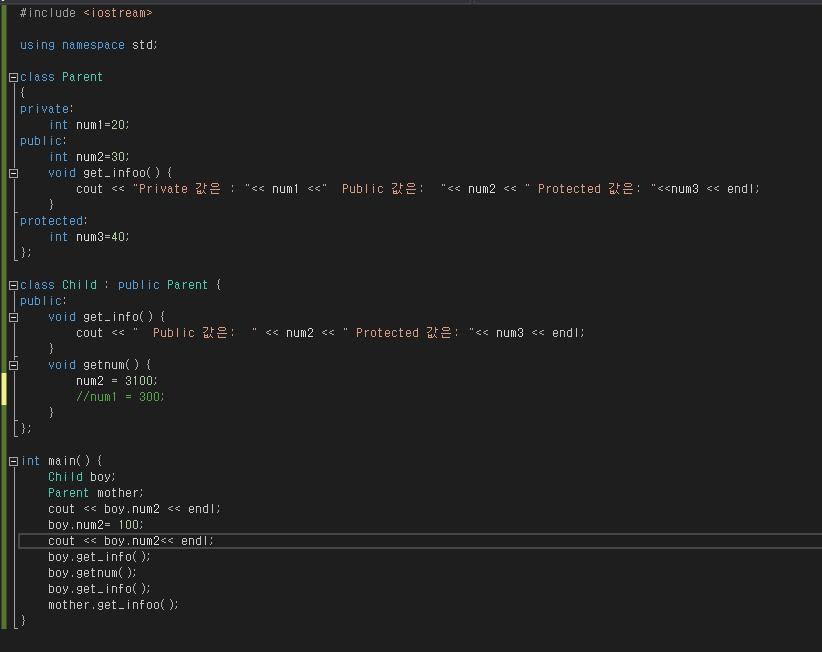 #include <iostream>
using namespace std;
class Parent
{
private:
int num1=20;
public:
int num2=30;
void get_infoo() {
cout << "Private 값은 : "<< num1 <<"  Public 값은:  "<< num2 << " Protected 값은: "<<num3 << endl;
}
protected:
int num3=40;
};
class Child : public Parent {
public:
void get_info() {
cout << "  Public 값은:  " << num2 << " Protected 값은: "<< num3 << endl;
}
void getnum() {
num2 = 3100;
//num1 = 300;
}
};
int main() {
Child boy;
Parent mother;
cout << boy.num2 << endl;
boy.num2= 100;
cout << boy.num2<< endl;
boy.get_info();
boy.getnum();
boy.get_info();
mother.get_infoo();
}